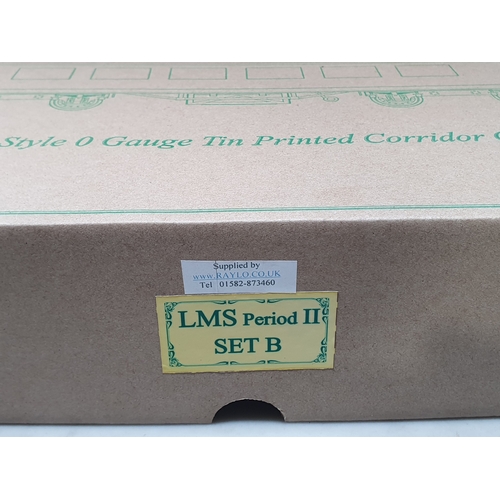 Style 0 Gauge Tin Printed Corridor
Supplied by
www.RAYLO.CO.UK
Tel 01582-873460
LMS Period II
SET B